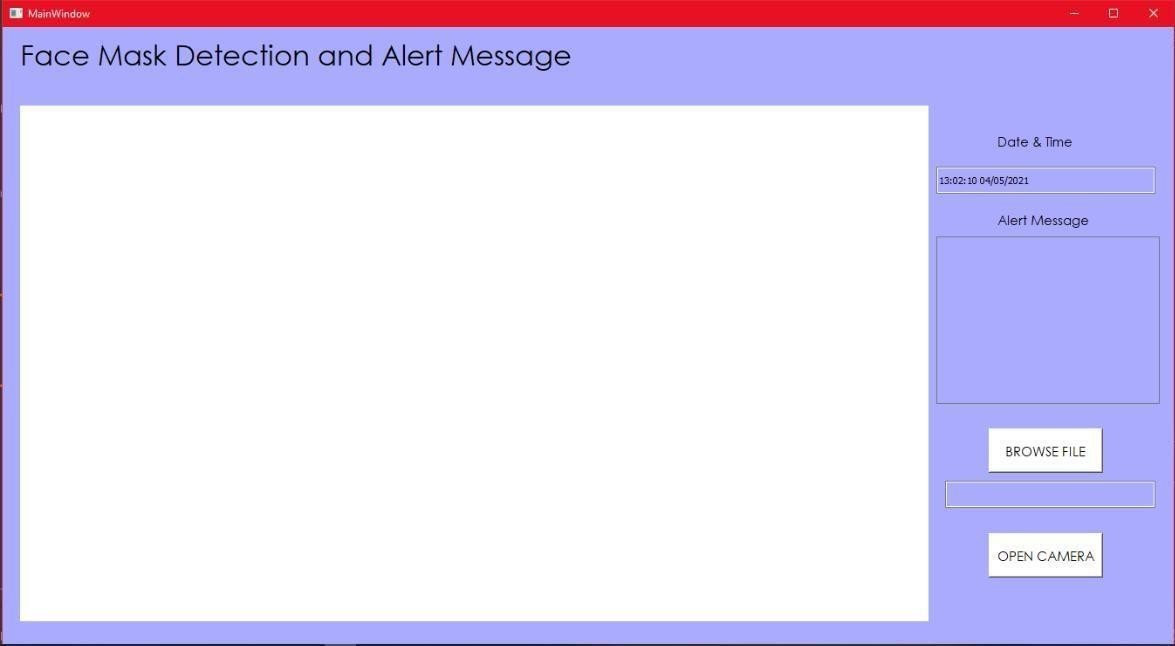 MainWindow
Face Mask Detection and Alert Message
Date & Time
13:02:10 04/05/2021
Alert Message
BROWSE FILE
OPEN CAMERA